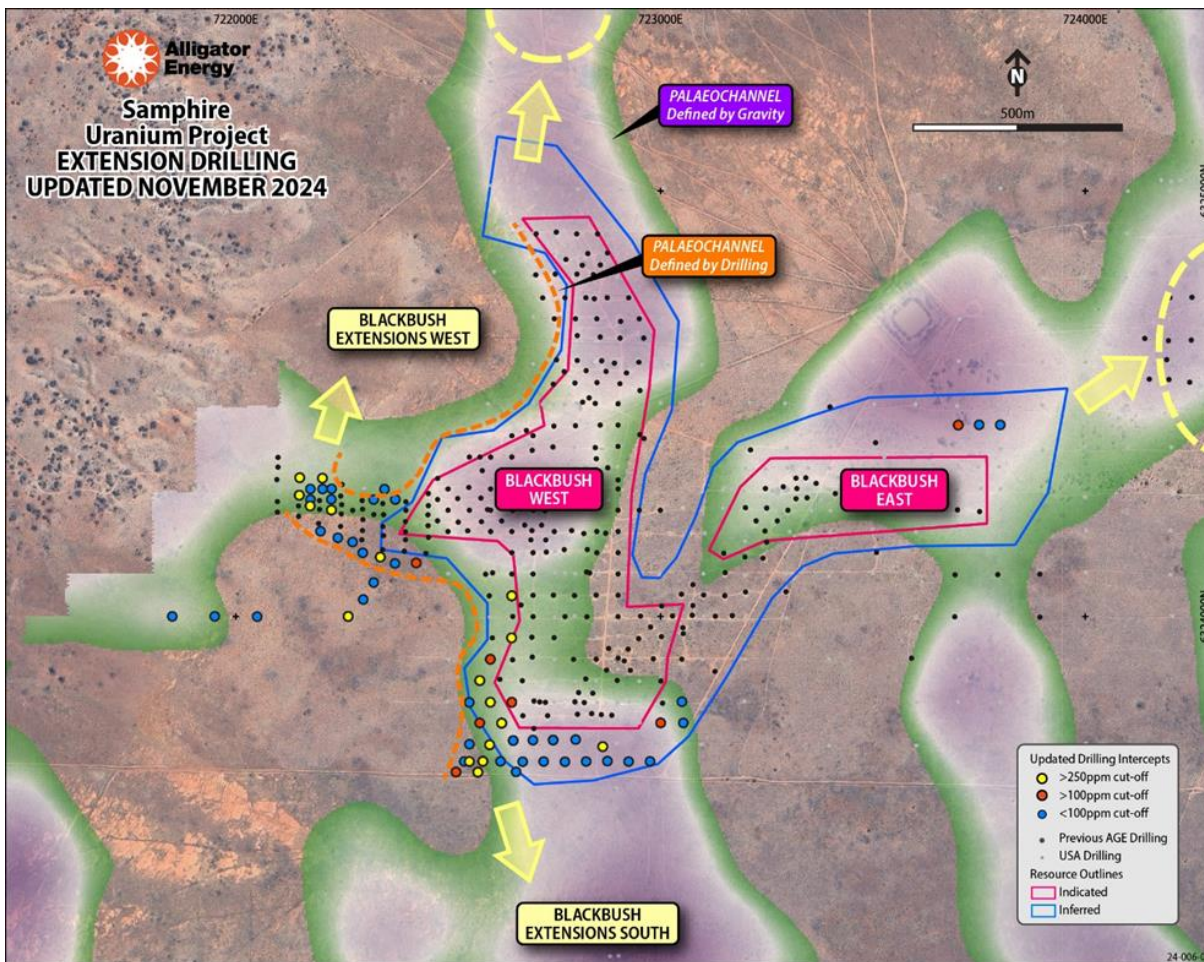 722000E
723000E
724000E
Alligator
Energy
Samphire
Uranium Project
EXTENSION DRILLING
UPDATED NOVEMBER 2024
PALAEOCHANNEL
Defined by Gravity
N
500m
PALAEOCHANNEL
Defined by Drilling
BLACKBUSH
EXTENSIONS WEST
BLACKBUSH
WEST
BLACKBUSH
EAST
BLACKBUSH
EXTENSIONS SOUTH
Updated Drilling Intercepts
>250ppm cut-off
>100ppm cut-off
<100ppm cut-off
Previous AGE Drilling
USA Drilling
Resource Outlines
Indicated
Inferred